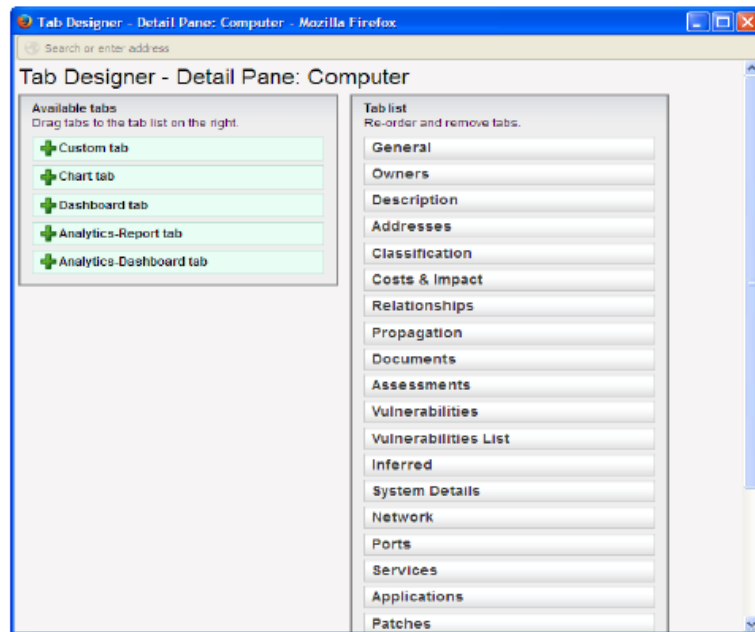 Tab Designer - Detail Pane: Computer - Mozilla Firefox
Search or enter address
Tab Designer - Detail Pane: Computer
Available tabs
Drag tabs to the tab list on the right.
Custom tab
Chart tab
Dashboard tab
Analytics-Report tab
Analytics-Dashboard tab
Tab list
Re-order and remove tabs.
General
Owners
Description
Addresses
Classification
Costs & Impact
Relationships
Propagation
Documents
Assessments
Vulnerabilities
Vulnerabilities List
Inferred
System Details
Network
Ports
Services
Applications
Patches